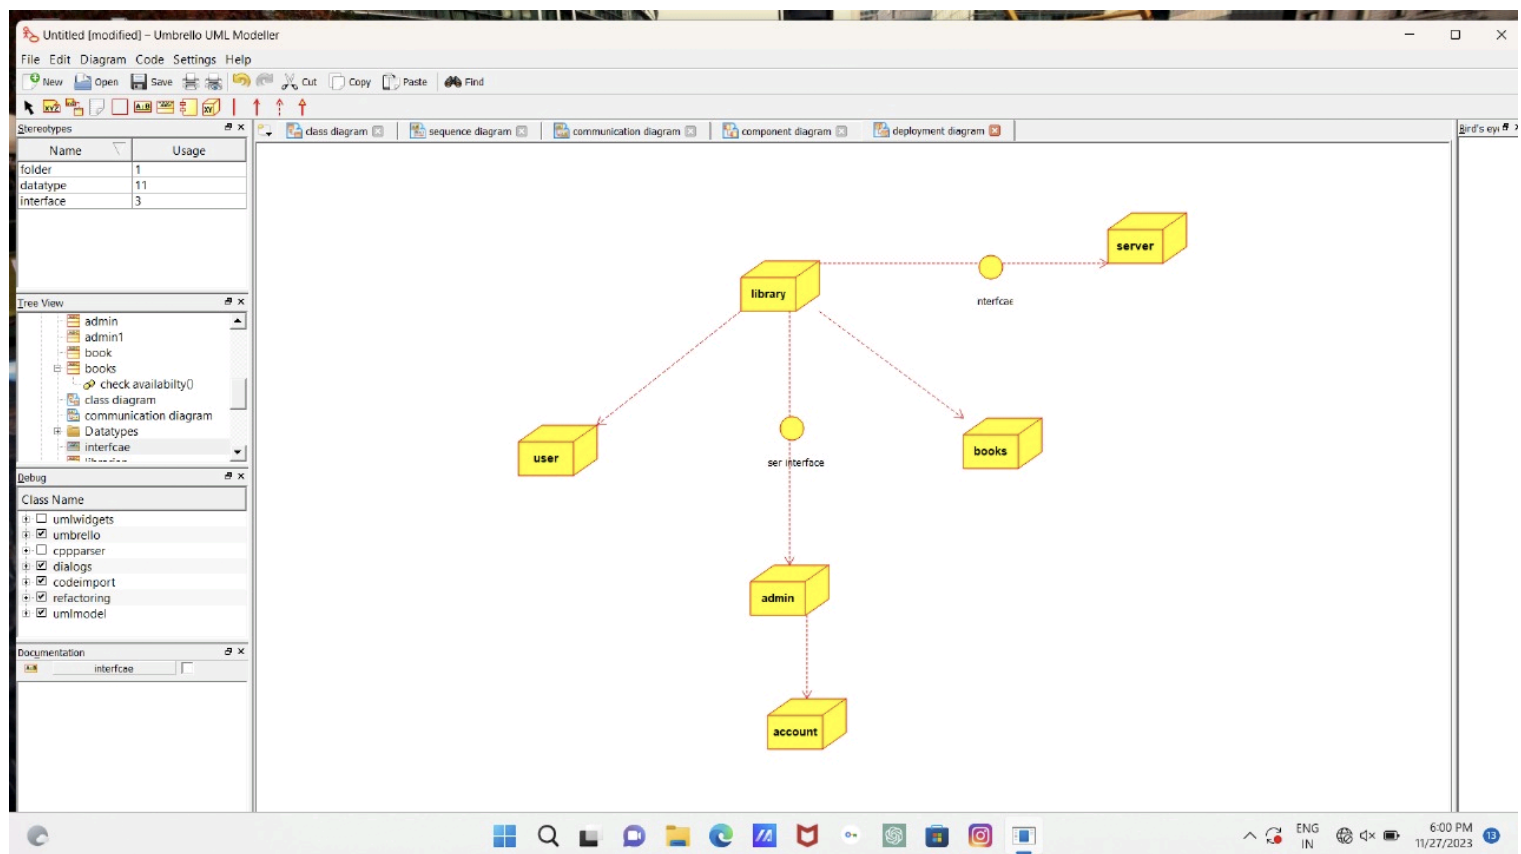 Untitled [modified] – Umbrello UML Modeller
File Edit Diagram Code Settings Help
New Open Save Cut Copy Paste Find
Stereotypes
class diagram sequence diagram communication diagram component diagram deployment diagram
Bird's eye
Name Usage
folder 1
datatype 11
interface 3
Tree View
admin
admin1
book
books
check availabilty()
class diagram
communication diagram
Datatypes
interfcae
Debug
Class Name
umlwidgets
umbrello
cppparser
dialogs
codeimport
refactoring
umlmodel
Documentation
interfcae
server
library
nterfcae
user
books
ser interface
admin
account
ENG
IN
6:00 PM
11/27/2023
13